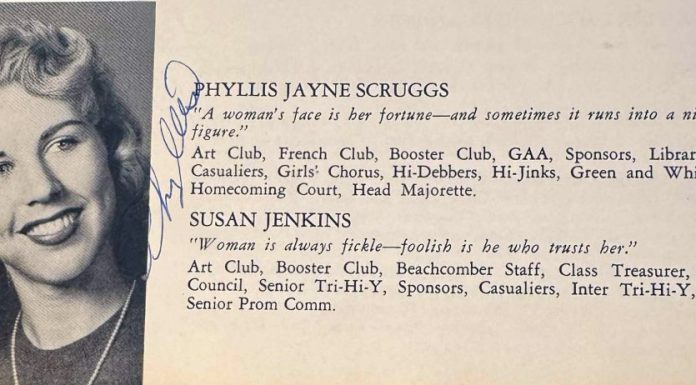 Phyllis
PHYLLIS JAYNE SCRUGGS
"A woman's face is her fortune—and sometimes it runs into a
figure."
Art Club, French Club, Booster Club, GAA, Sponsors,
Casualiers, Girls' Chorus, Hi-Debbers, Hi-Jinks, Green and
Homecoming Court, Head Majorette.
SUSAN JENKINS
"Woman is always fickle—foolish is he who trusts her."
Art Club, Booster Club, Beachcomber Staff, Class Treasurer,
Council, Senior Tri-Hi-Y, Sponsors, Casualiers, Inter Tri-Hi-Y,
Senior Prom Comm.